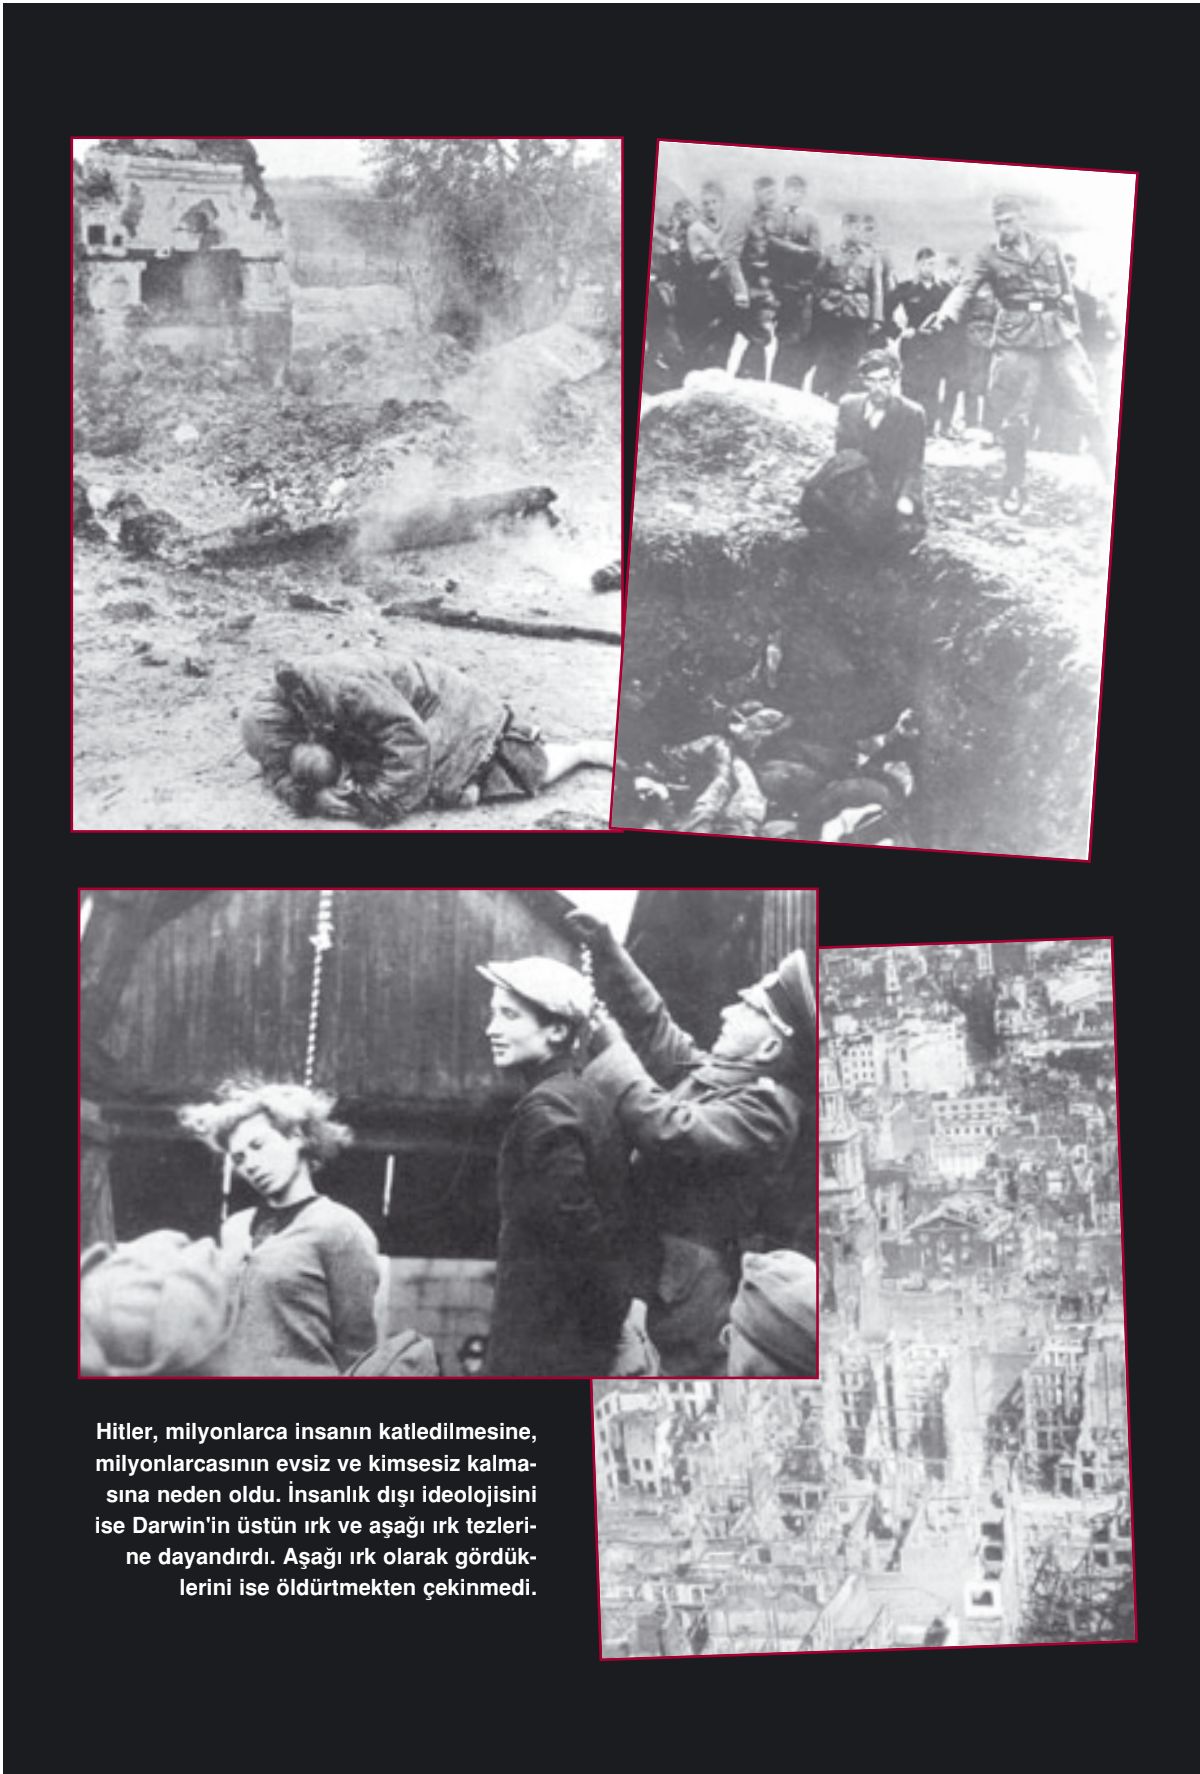 Hitler, milyonlarca insanın katledilmesine,
milyonlarcasının evsiz ve kimsesiz kalma-
sına neden oldu. İnsanlık dışı ideolojisini
ise Darwin'in üstün ırk ve aşağı ırk tezleri-
ne dayandırdı. Aşağı ırk olarak gördük-
lerini ise öldürtmekten çekinmedi.